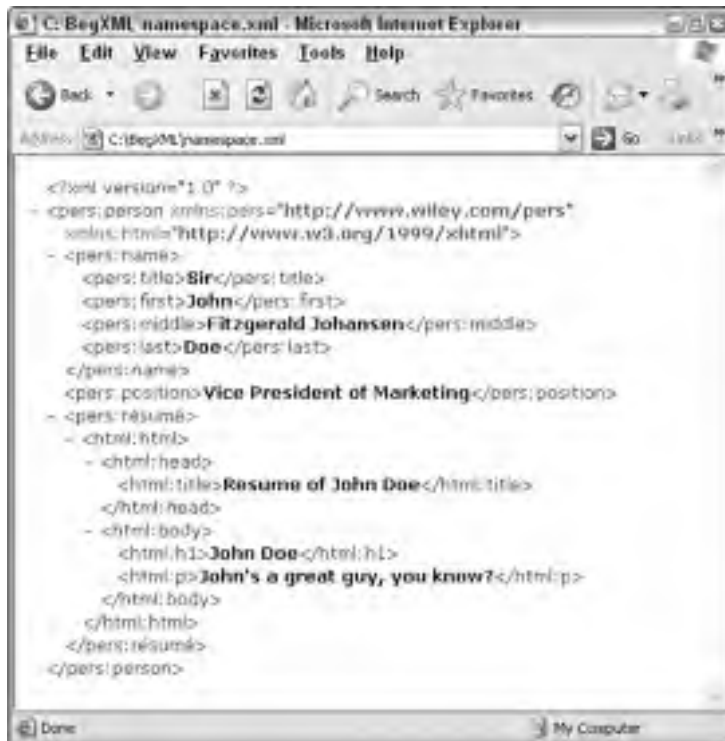 C: BegXML namespace.xml - Microsoft Internet Explorer
File Edit View Favorites Tools Help
Back Search Favorites
Address C:\BegXML\namespace.xml Go Links
<?xml version="1.0" ?>
- <pers:person xmlns:pers="http://www.wiley.com/pers"
xmlns:html="http://www.w3.org/1999/xhtml">
- <pers:name>
<pers:title>Sir</pers:title>
<pers:first>John</pers:first>
<pers:middle>Fitzgerald Johansen</pers:middle>
<pers:last>Doe</pers:last>
</pers:name>
<pers:position>Vice President of Marketing</pers:position>
- <pers:résumé>
- <html:html>
- <html:head>
<html:title>Resume of John Doe</html:title>
</html:head>
- <html:body>
<html:h1>John Doe</html:h1>
<html:p>John's a great guy, you know?</html:p>
</html:body>
</html:html>
</pers:résumé>
</pers:person>
Done My Computer